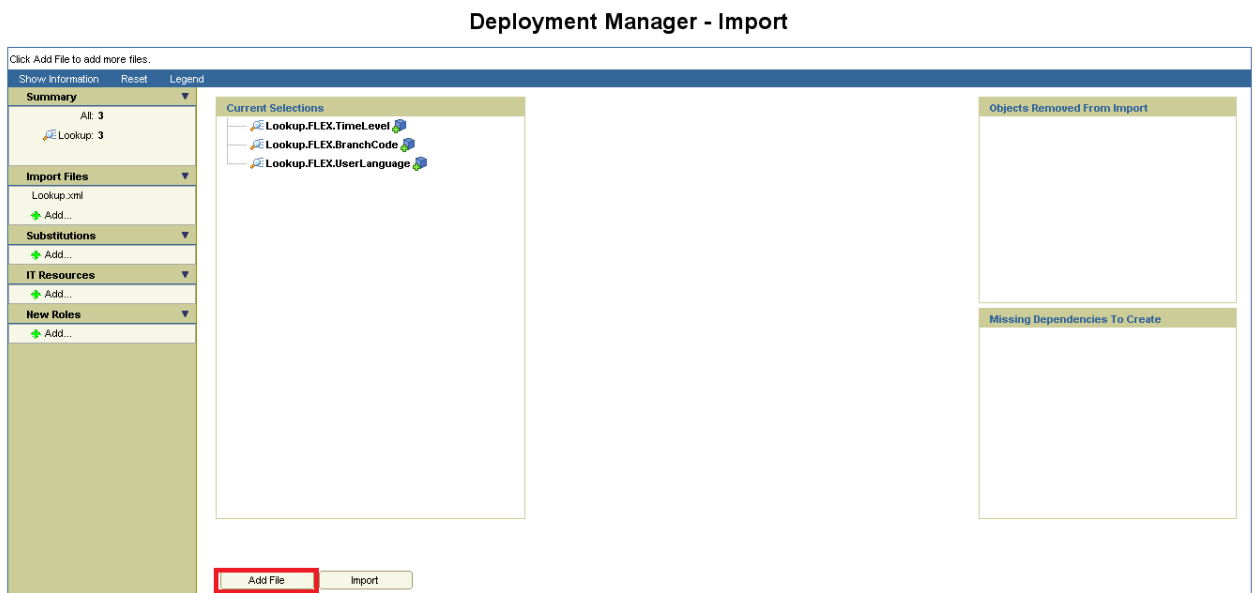 Deployment Manager - Import
Click Add File to add more files.
Show Information Reset Legend
Summary
All: 3
Lookup: 3
Import Files
Lookup.xml
Add...
Substitutions
Add...
IT Resources
Add...
New Roles
Add...
Current Selections
Lookup.FLEX.TimeLevel
Lookup.FLEX.BranchCode
Lookup.FLEX.UserLanguage
Objects Removed From Import
Missing Dependencies To Create
Add File Import